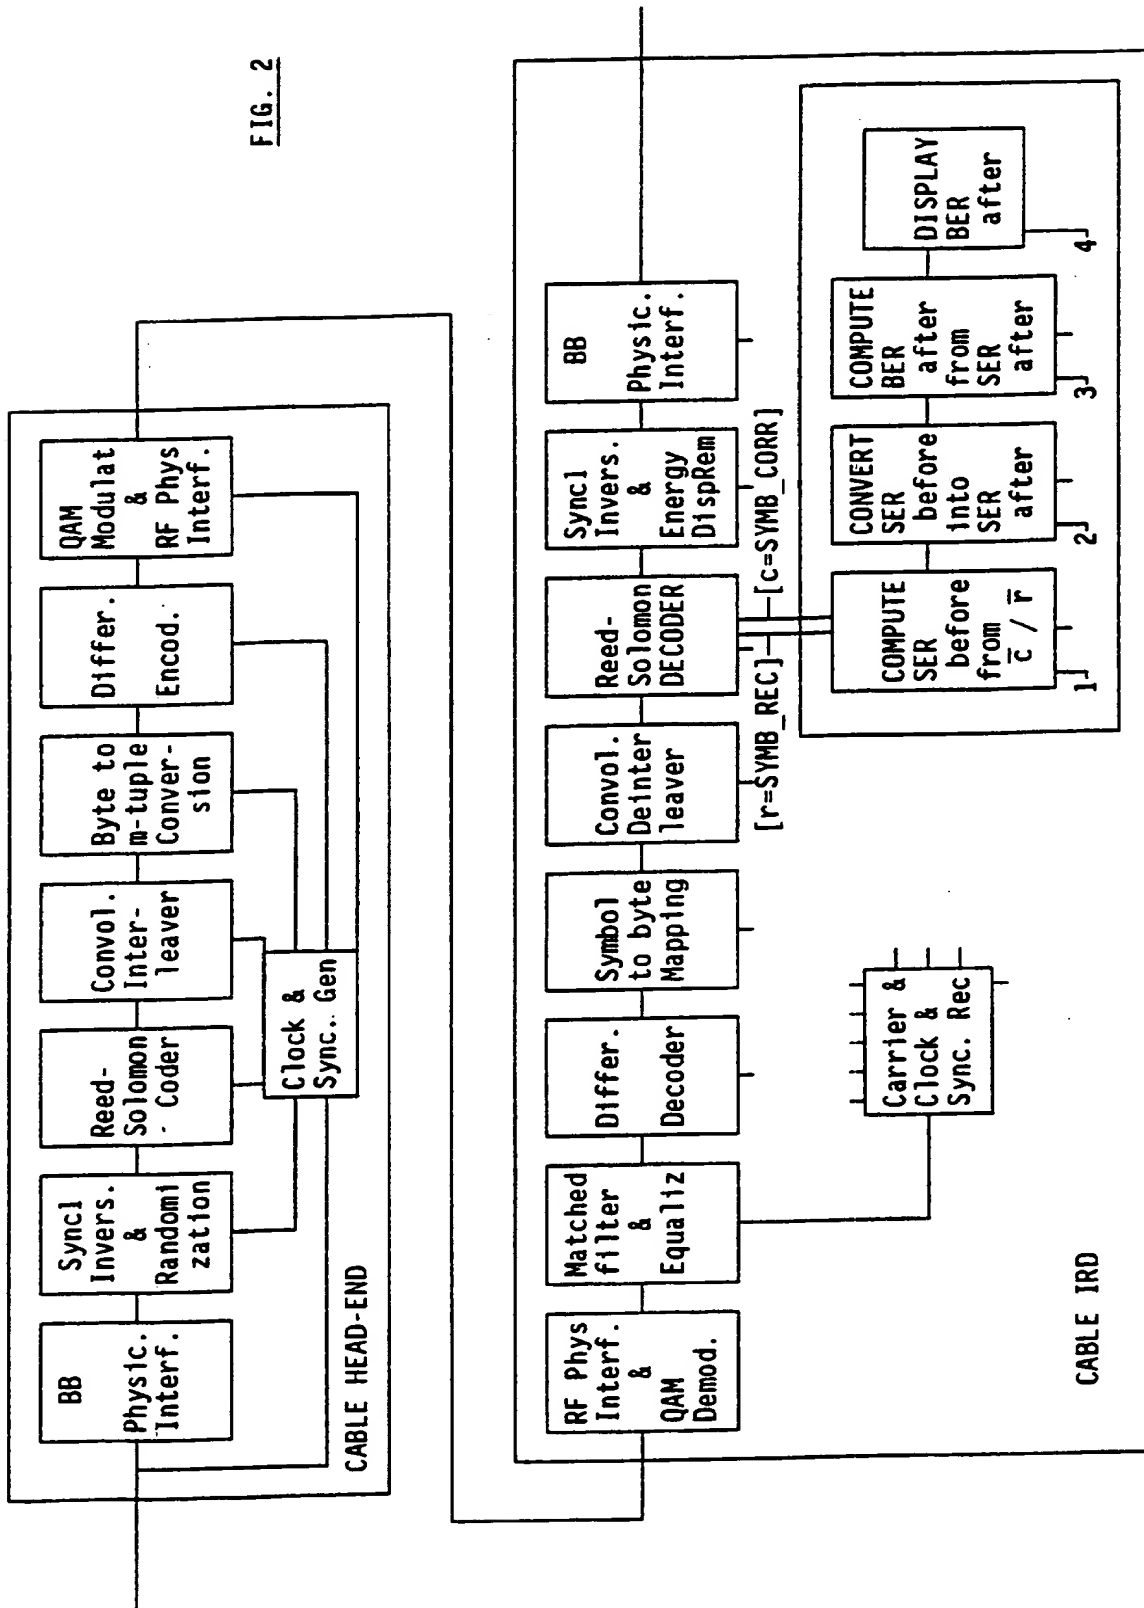 FIG. 2
BB
Physic.
Interf.
Sync1
Invers.
&
Randomi
zation
Reed-
Solomon
Coder
Convol.
Inter-
leaver
Byte to
m-tuple
Conver-
sion
Differ.
Encod.
QAM
Modulat
&
RF Phys
Interf.
Clock &
Sync. Gen
CABLE HEAD-END
RF Phys
Interf.
&
QAM
Demod.
Matched
filter
&
Equaliz
Differ.
Decoder
Symbol
to byte
Mapping
Convol.
Deinter
leaver
Reed-
Solomon
DECODER
Sync1
Invers.
&
Energy
DispRem
BB
Physic.
Interf.
[r=SYMB_REC]
[c=SYMB_CORR]
Carrier &
Clock &
Sync. Rec
COMPUTE
SER
before
from
c̅ / r̅
1
CONVERT
SER
before
into
SER
after
2
COMPUTE
BER
after
from
SER
after
3
DISPLAY
BER
after
4
CABLE IRD